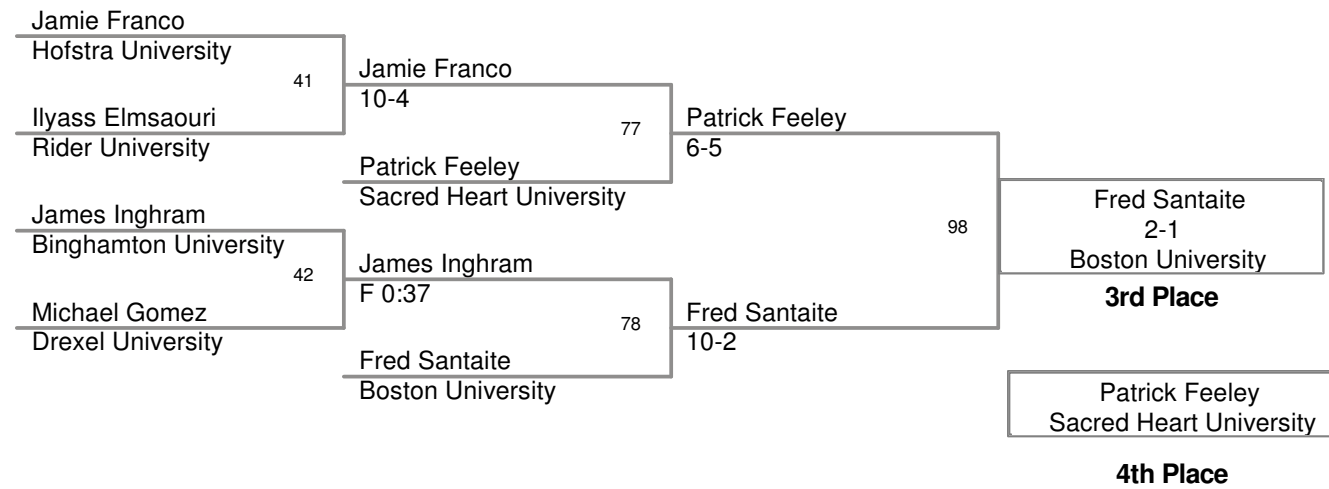 Jamie Franco
Hofstra University
41
Ilyass Elmsaouri
Rider University
James Inghram
Binghamton University
42
Michael Gomez
Drexel University
Jamie Franco
10-4
77
Patrick Feeley
Sacred Heart University
James Inghram
F 0:37
78
Fred Santaite
Boston University
Patrick Feeley
6-5
98
Fred Santaite
10-2
Fred Santaite
2-1
Boston University
3rd Place
Patrick Feeley
Sacred Heart University
4th Place